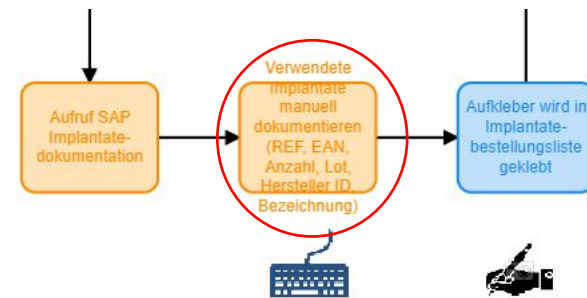 Aufruf SAP
Implantate-
dokumentation
Verwendete
Implantate
manuell
dokumentieren
(REF, EAN,
Anzahl, Lot,
Hersteller ID,
Bezeichnung)
Aufkleber wird in
Implantate-
bestellungsliste
geklebt